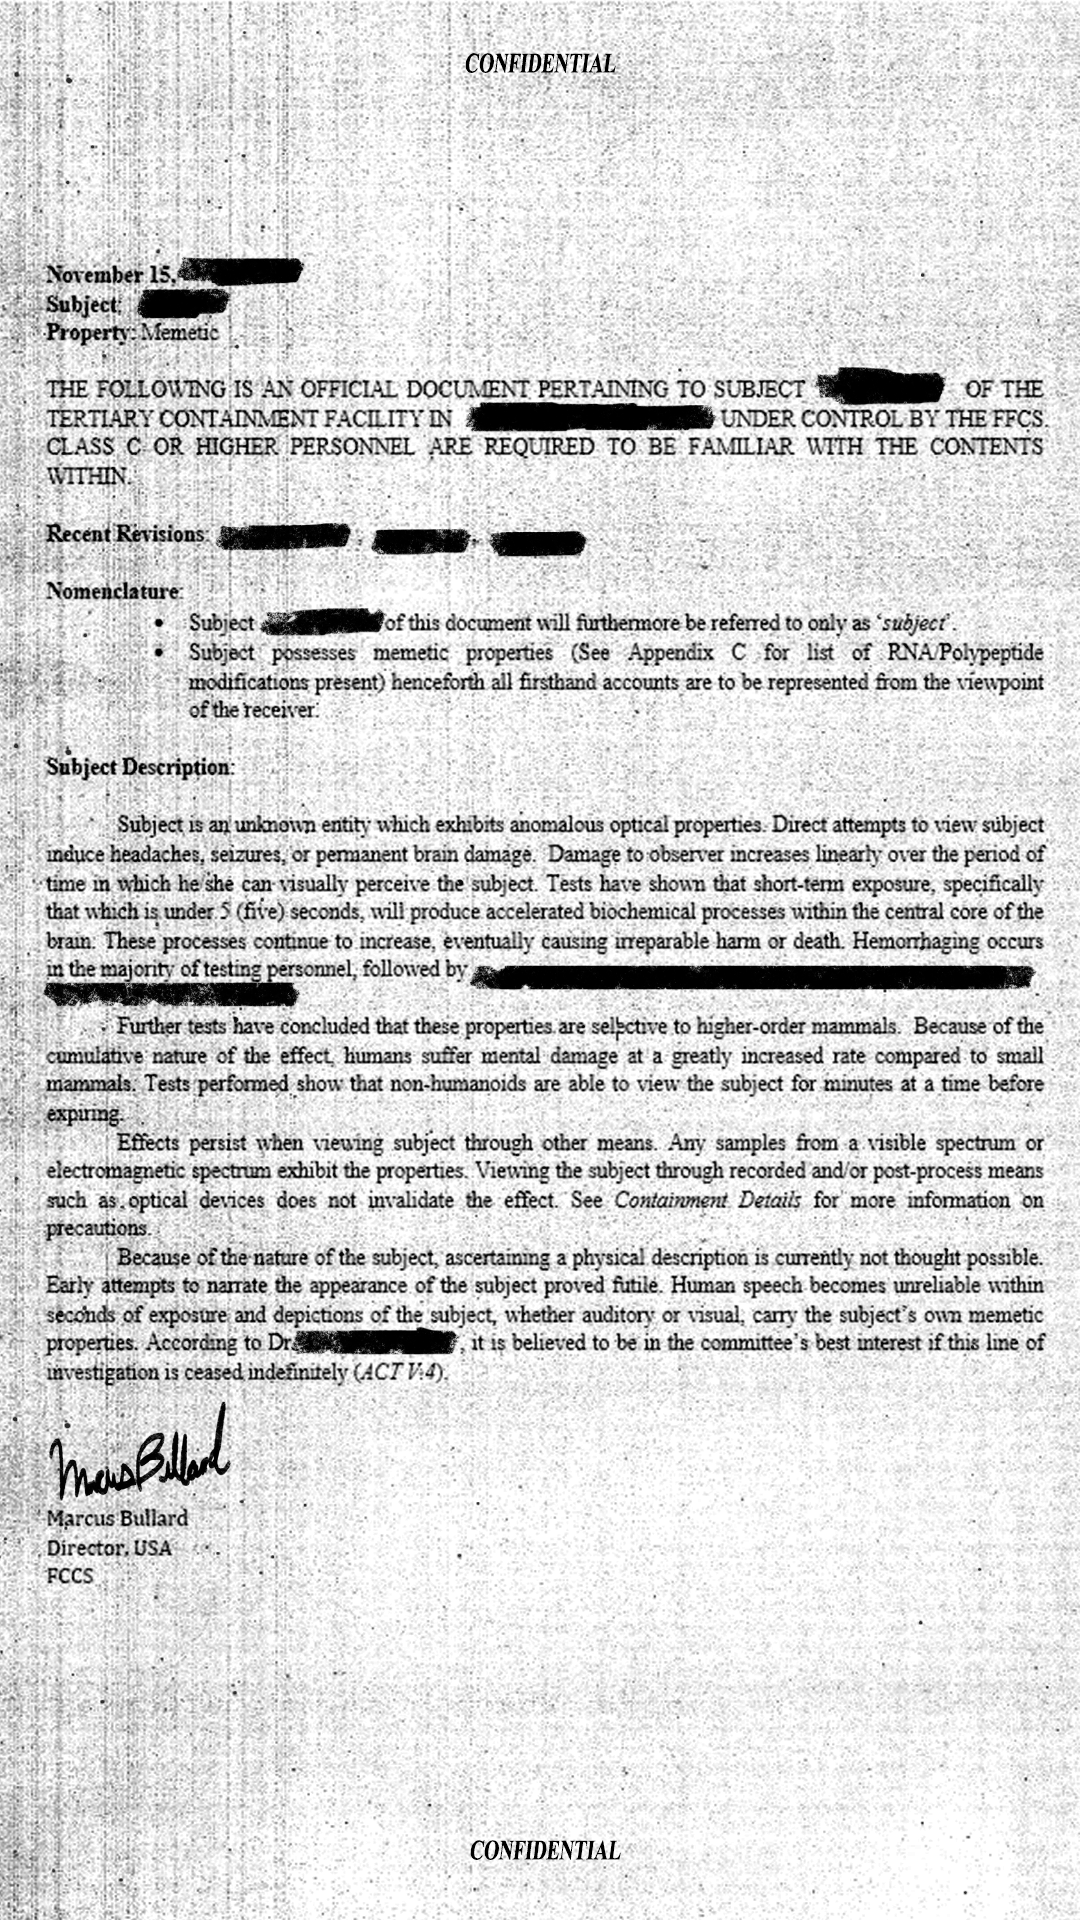 CONFIDENTIAL
November 15,
Subject:
Property: Memetic
THE FOLLOWING IS AN OFFICIAL DOCUMENT PERTAINING TO SUBJECT OF THE
TERTIARY CONTAINMENT FACILITY IN UNDER CONTROL BY THE FFCS.
CLASS C OR HIGHER PERSONNEL ARE REQUIRED TO BE FAMILIAR WITH THE CONTENTS
WITHIN.
Recent Revisions:
Nomenclature:
• Subject of this document will furthermore be referred to only as ‘subject’.
• Subject possesses memetic properties (See Appendix C for list of RNA/Polypeptide
modifications present) henceforth all firsthand accounts are to be represented from the viewpoint
of the receiver.
Subject Description:
Subject is an unknown entity which exhibits anomalous optical properties. Direct attempts to view subject
induce headaches, seizures, or permanent brain damage. Damage to observer increases linearly over the period of
time in which he/she can visually perceive the subject. Tests have shown that short-term exposure, specifically
that which is under 5 (five) seconds, will produce accelerated biochemical processes within the central core of the
brain. These processes continue to increase, eventually causing irreparable harm or death. Hemorrhaging occurs
in the majority of testing personnel, followed by
Further tests have concluded that these properties are selective to higher-order mammals. Because of the
cumulative nature of the effect, humans suffer mental damage at a greatly increased rate compared to small
mammals. Tests performed show that non-humanoids are able to view the subject for minutes at a time before
expiring.
Effects persist when viewing subject through other means. Any samples from a visible spectrum or
electromagnetic spectrum exhibit the properties. Viewing the subject through recorded and/or post-process means
such as optical devices does not invalidate the effect. See Containment Details for more information on
precautions.
Because of the nature of the subject, ascertaining a physical description is currently not thought possible.
Early attempts to narrate the appearance of the subject proved futile. Human speech becomes unreliable within
seconds of exposure and depictions of the subject, whether auditory or visual, carry the subject’s own memetic
properties. According to Dr. , it is believed to be in the committee’s best interest if this line of
investigation is ceased indefinitely (ACT V:4).
Marcus Bullard
Marcus Bullard
Director, USA
FCCS
CONFIDENTIAL